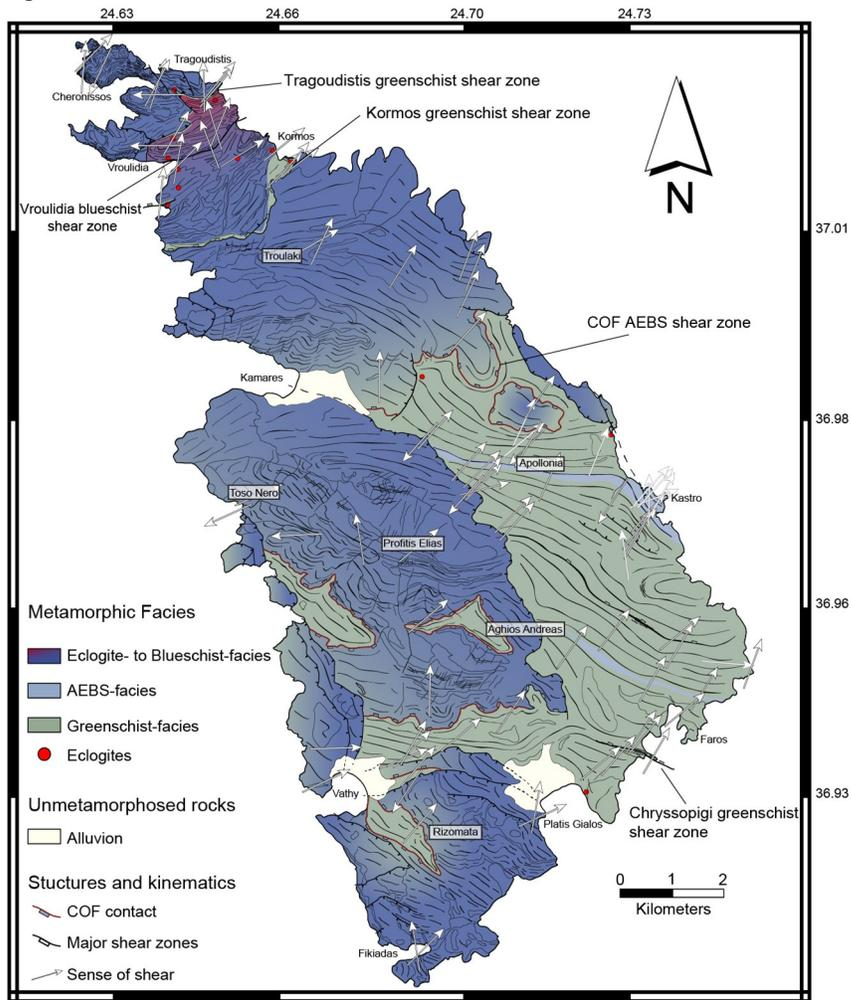 24.63 24.66 24.70 24.73
Tragoudistis
Tragoudistis greenschist shear zone
Cheronissos
Kormos greenschist shear zone
Kormos
Vroulidia
Vroulidia blueschist
shear zone
37.01
Troulaki
COF AEBS shear zone
Kamares
36.98
Apollonia
Toso Nero
Kastro
Profitis Elias
36.96
Metamorphic Facies
Aghios Andreas
Eclogite- to Blueschist-facies
AEBS-facies
Greenschist-facies
Faros
Eclogites
Vathy
36.93
Unmetamorphosed rocks
Platis Gialos
Chryssopigi greenschist
shear zone
Rizomata
Alluvion
Stuctures and kinematics
0 1 2
Kilometers
COF contact
Major shear zones
Fikiadas
Sense of shear
N